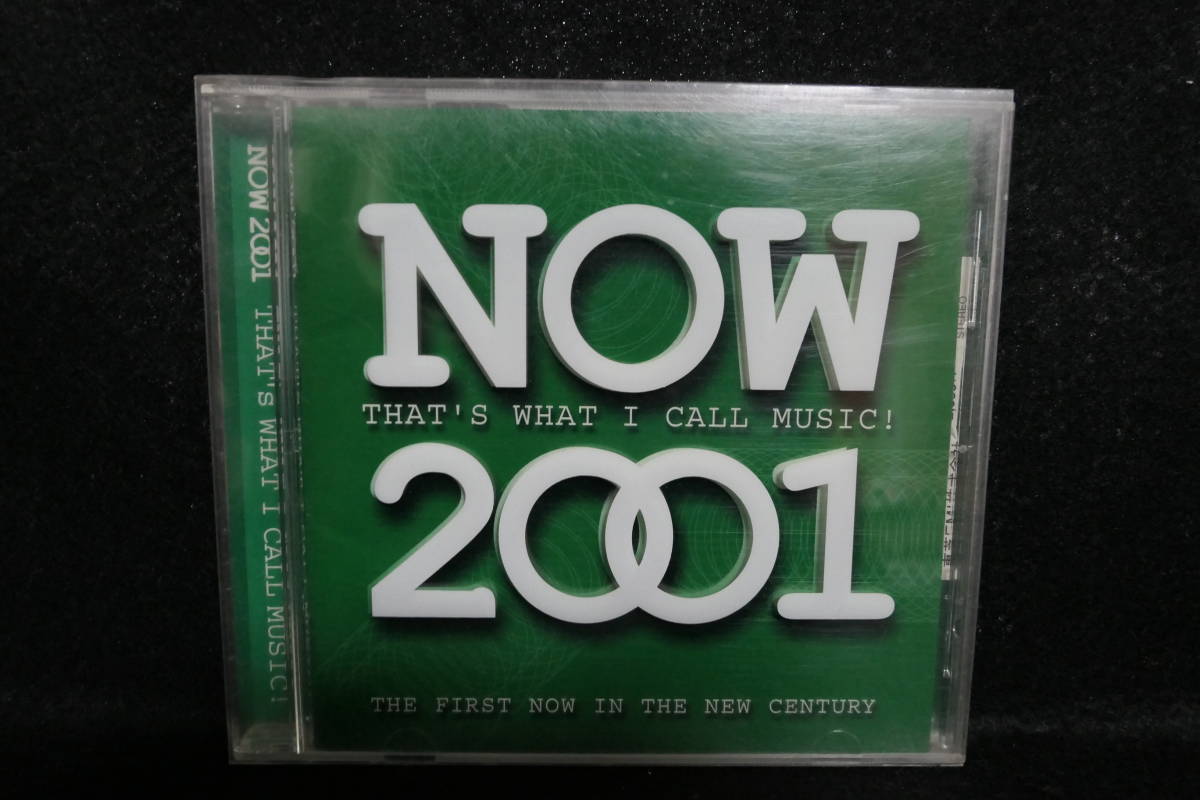 NOW
THAT'S WHAT I CALL MUSIC!
2001
THE FIRST NOW IN THE NEW CENTURY
NOW 2001 THAT'S WHAT I CALL MUSIC!